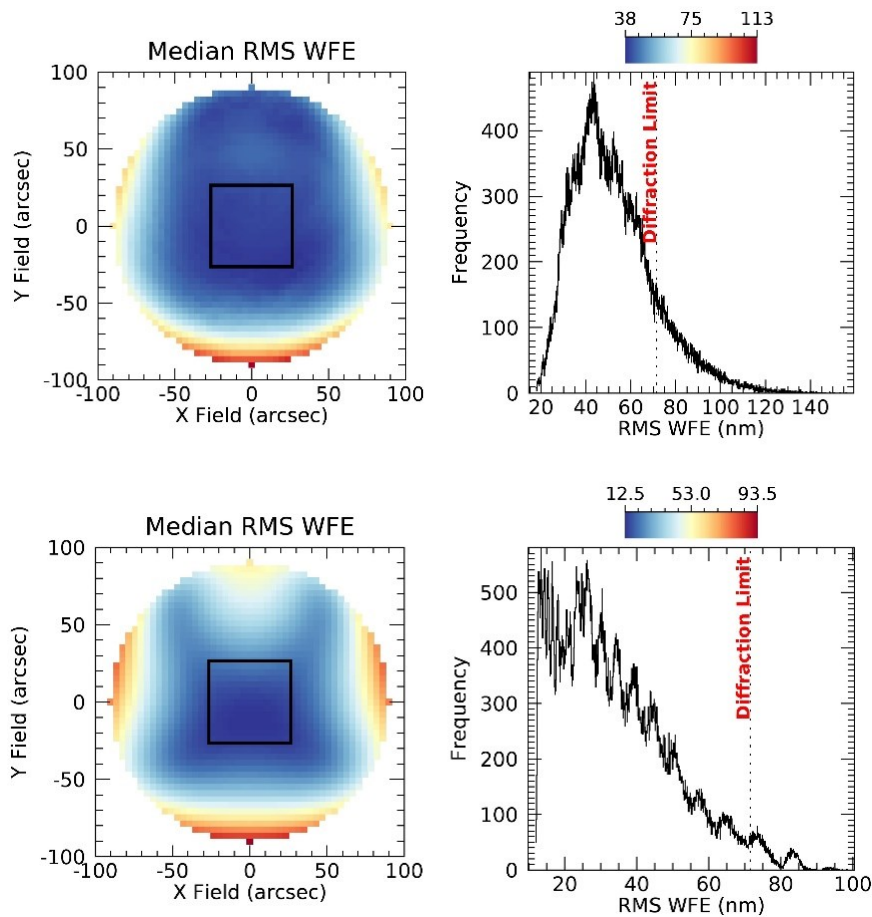 Median RMS WFE
100
50
0
-50
-100
Y Field (arcsec)
-100 -50 0 50 100
X Field (arcsec)
38 75 113
400
300
200
100
0
Frequency
Diffraction Limit
20 40 60 80 100 120 140
RMS WFE (nm)
Median RMS WFE
100
50
0
-50
-100
Y Field (arcsec)
-100 -50 0 50 100
X Field (arcsec)
12.5 53.0 93.5
500
400
300
200
100
0
Frequency
Diffraction Limit
20 40 60 80 100
RMS WFE (nm)